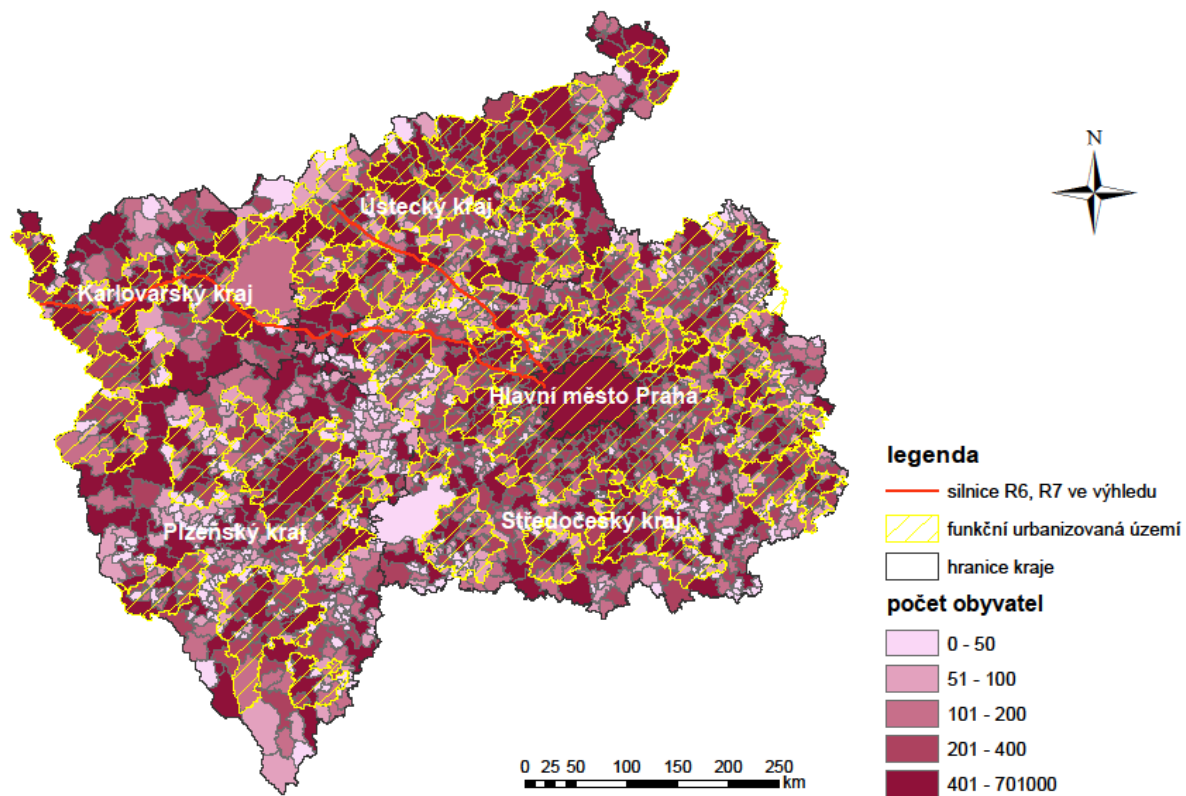 N
Ústecký kraj
Karlovarský kraj
Hlavní město Praha
Plzeňský kraj
Středočeský kraj
legenda
silnice R6, R7 ve výhledu
funkční urbanizovaná území
hranice kraje
počet obyvatel
0 - 50
51 - 100
101 - 200
201 - 400
401 - 701000
0 25 50 100 150 200 250
km